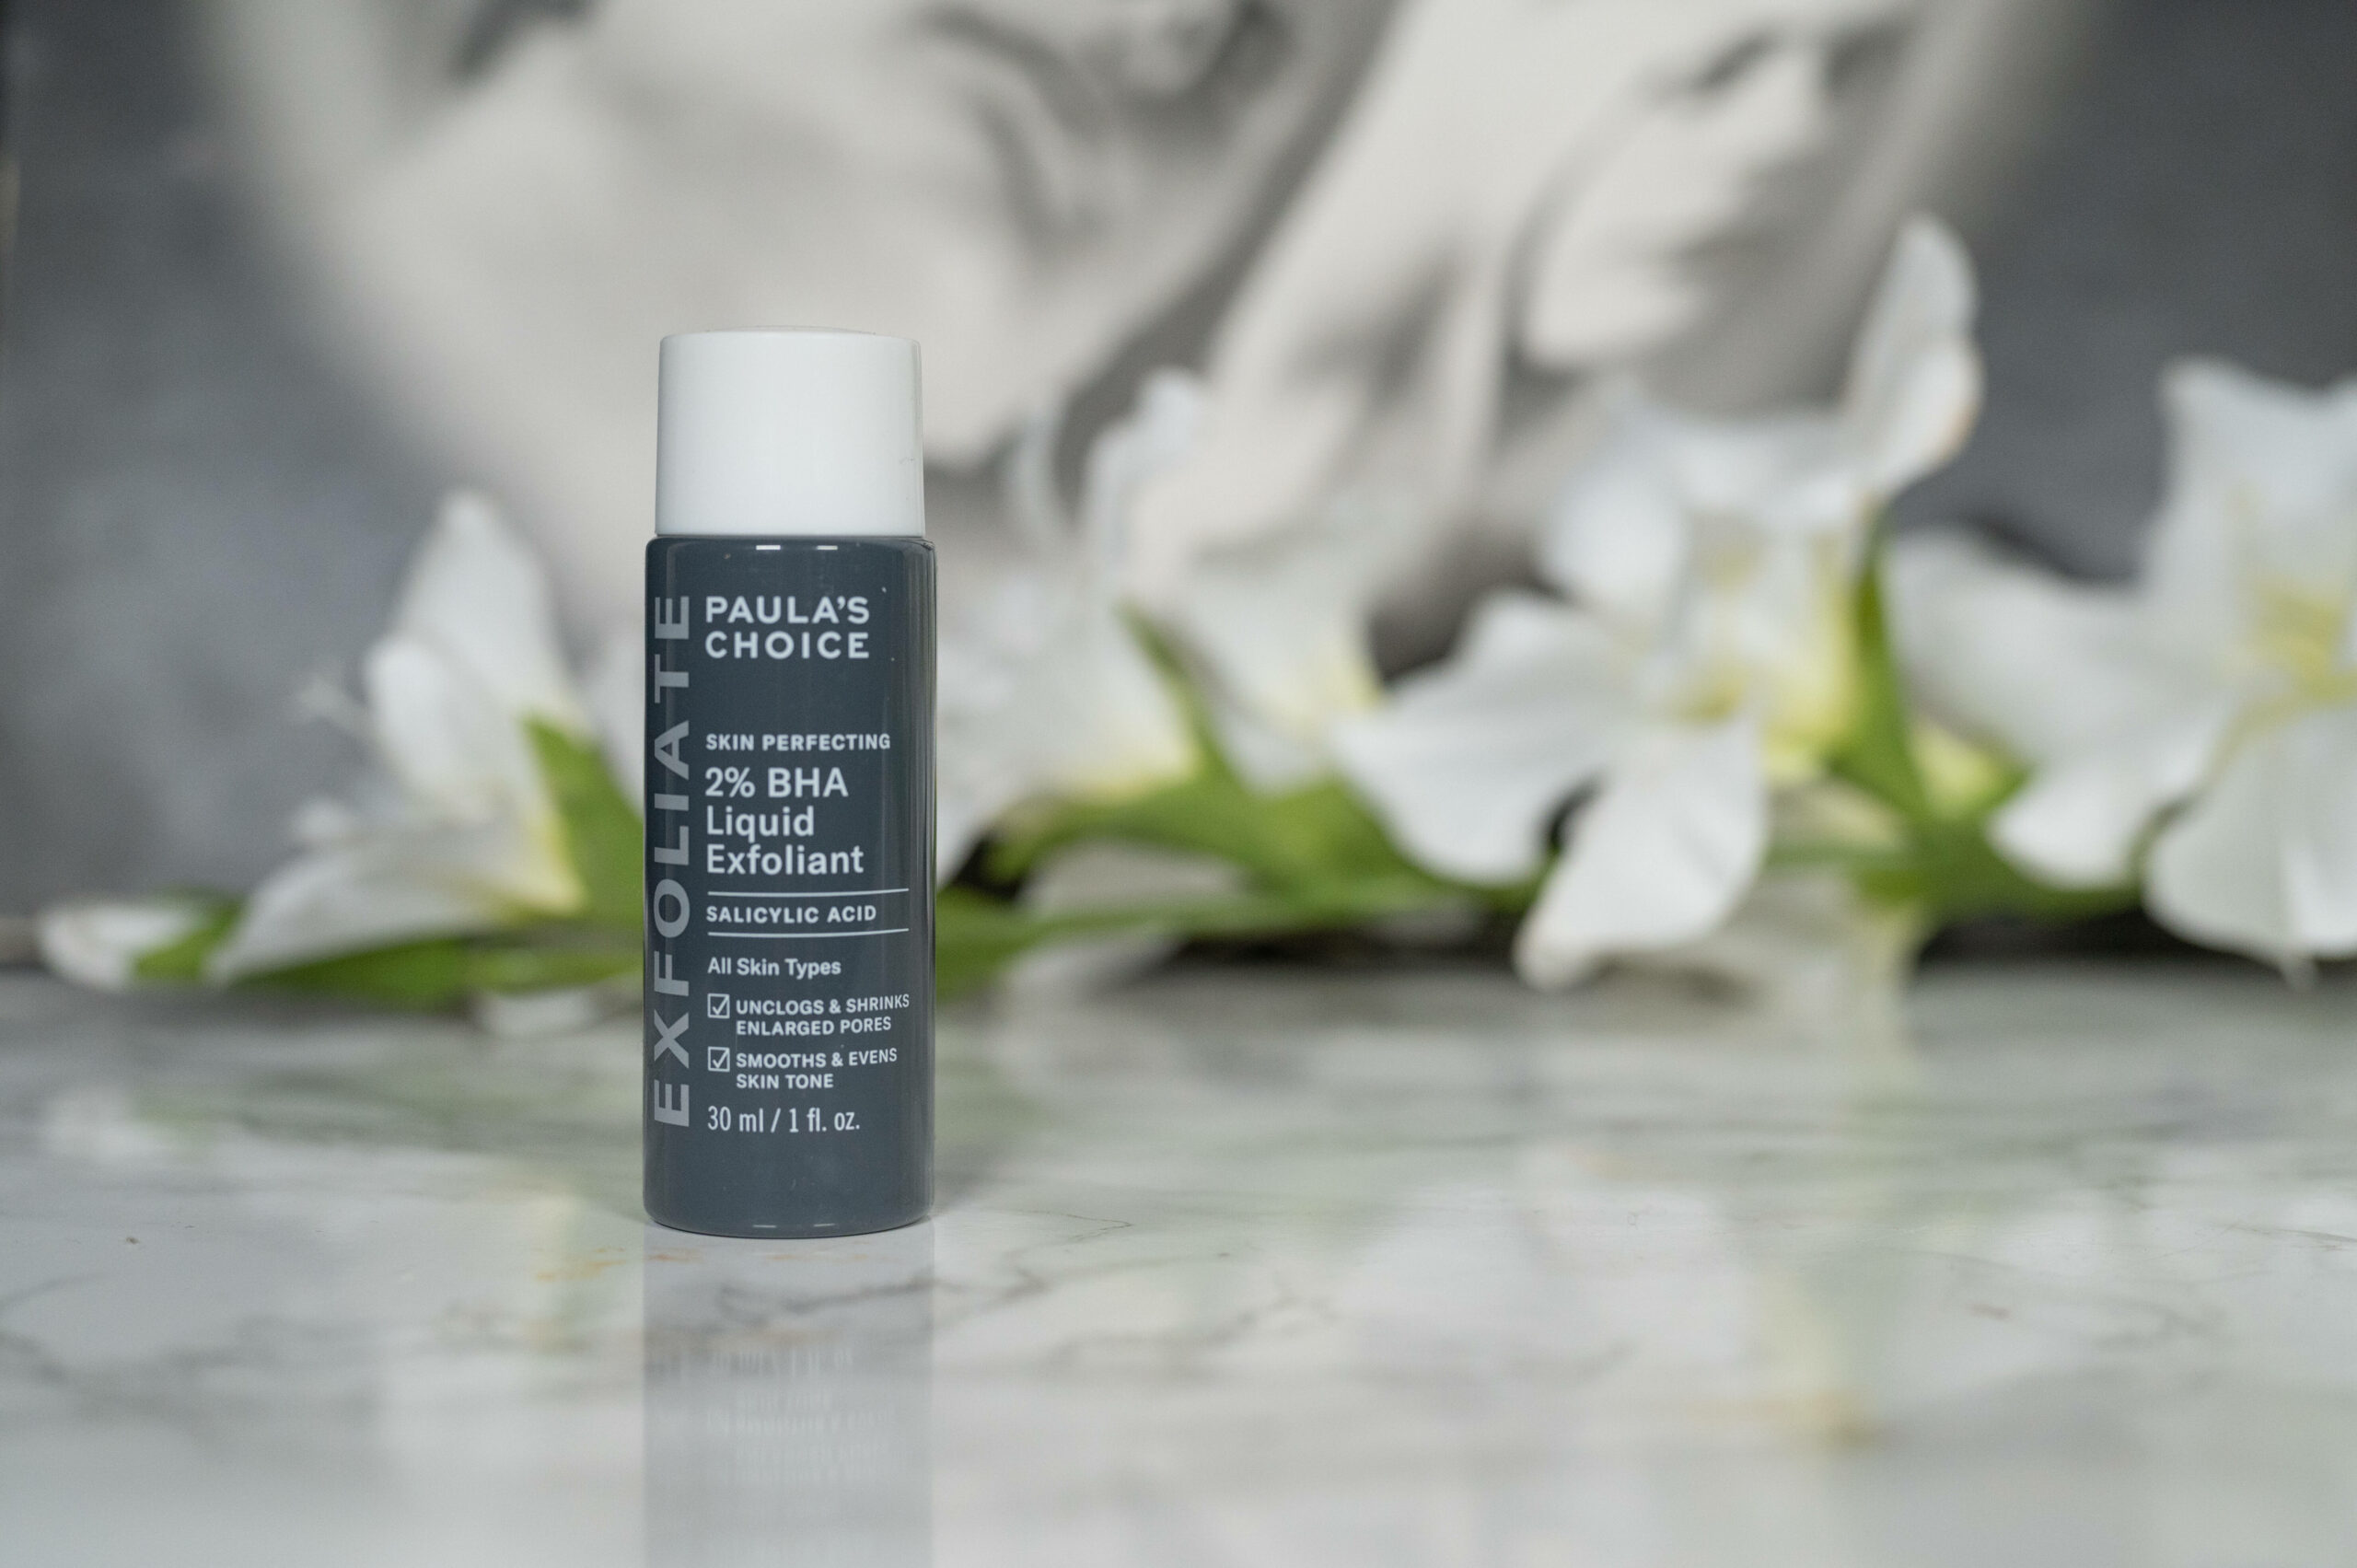 EXFOLIATE
PAULA'S
CHOICE
SKIN PERFECTING
2% BHA
Liquid
Exfoliant
SALICYLIC ACID
All Skin Types
UNCLOGS & SHRINKS
ENLARGED PORES
SMOOTHS & EVENS
SKIN TONE
30 ml / 1 fl. oz.